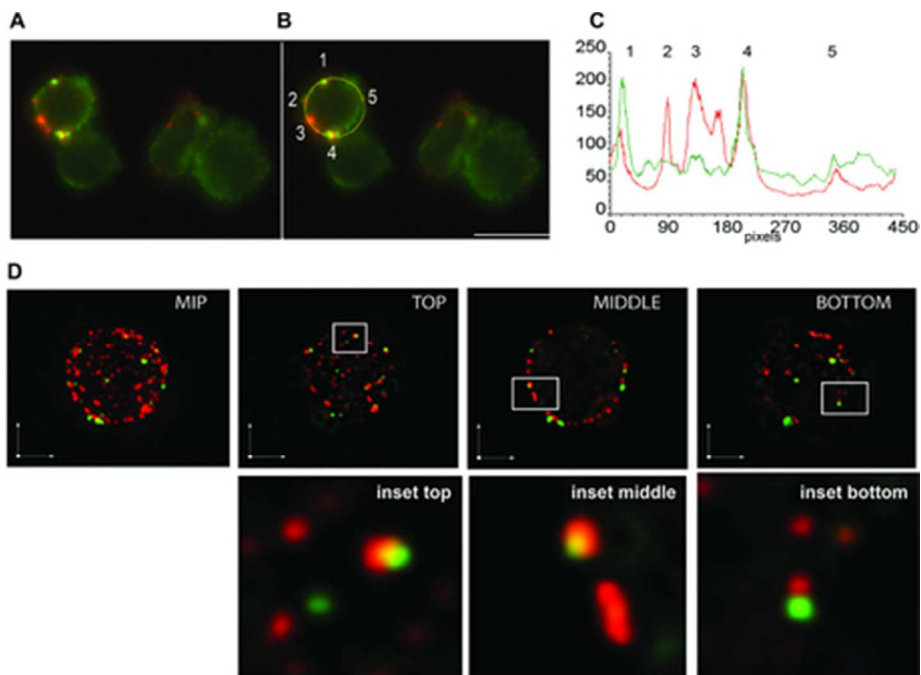 A
B
C
1
2
3
4
5
1
2
3
4
5
250
200
150
100
50
0
0
90
180
270
360
450
pixels
D
MIP
TOP
MIDDLE
BOTTOM
inset top
inset middle
inset bottom